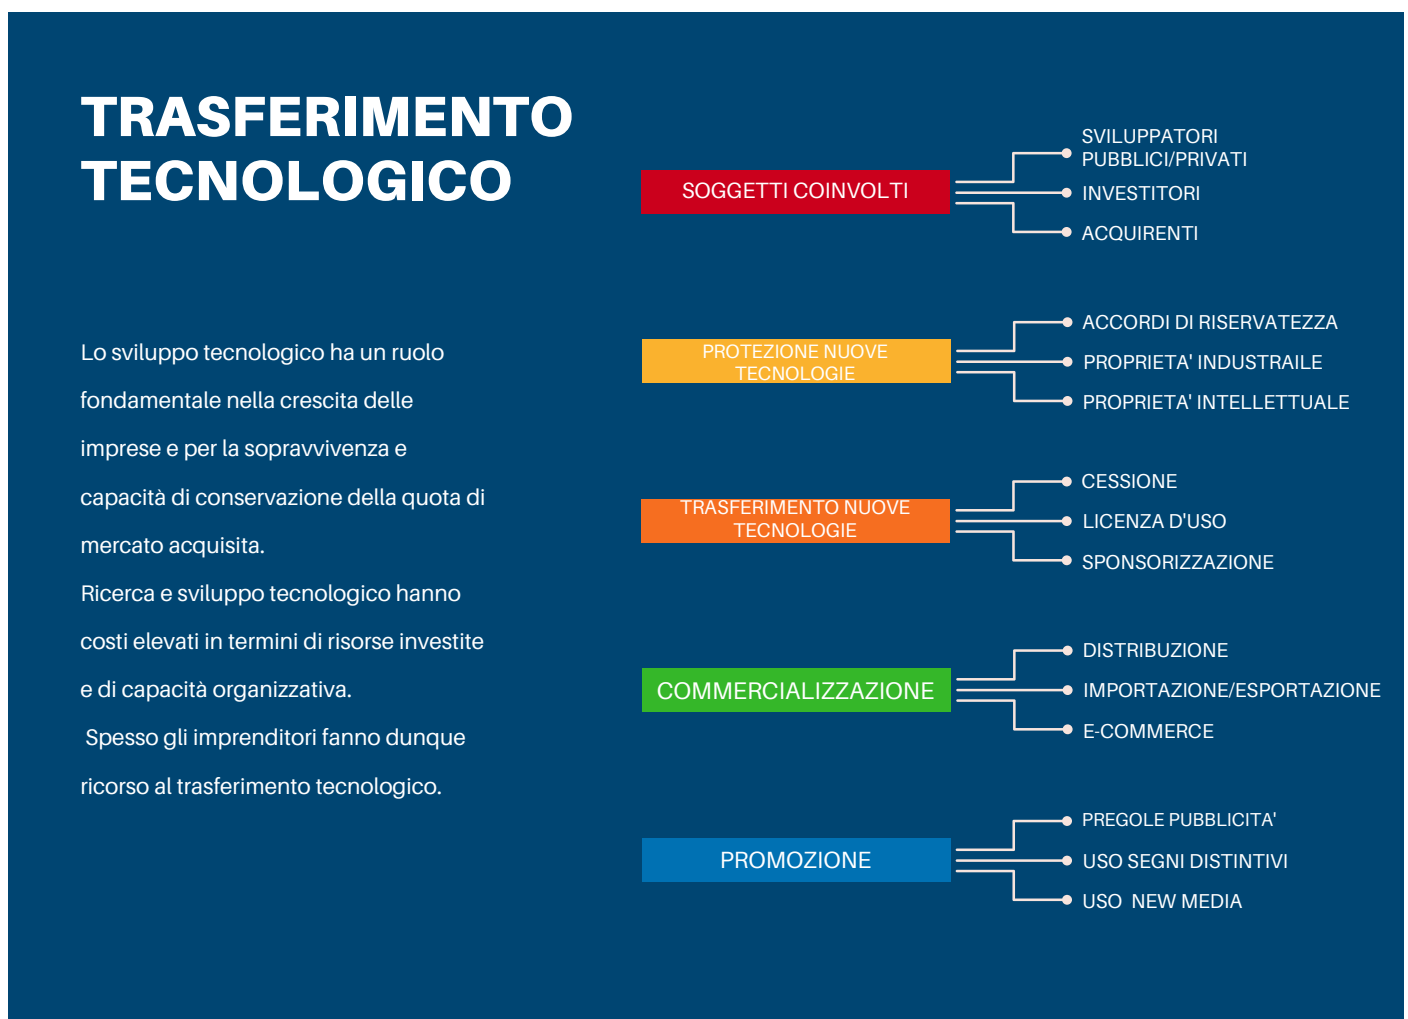 TRASFERIMENTO
TECNOLOGICO
Lo sviluppo tecnologico ha un ruolo
fondamentale nella crescita delle
imprese e per la sopravvivenza e
capacità di conservazione della quota di
mercato acquisita.
Ricerca e sviluppo tecnologico hanno
costi elevati in termini di risorse investite
e di capacità organizzativa.
Spesso gli imprenditori fanno dunque
ricorso al trasferimento tecnologico.
SOGGETTI COINVOLTI
SVILUPPATORI
PUBBLICI/PRIVATI
INVESTITORI
ACQUIRENTI
PROTEZIONE NUOVE
TECNOLOGIE
ACCORDI DI RISERVATEZZA
PROPRIETA' INDUSTRAILE
PROPRIETA' INTELLETTUALE
TRASFERIMENTO NUOVE
TECNOLOGIE
CESSIONE
LICENZA D'USO
SPONSORIZZAZIONE
COMMERCIALIZZAZIONE
DISTRIBUZIONE
IMPORTAZIONE/ESPORTAZIONE
E-COMMERCE
PROMOZIONE
PREGOLE PUBBLICITA'
USO SEGNI DISTINTIVI
USO NEW MEDIA